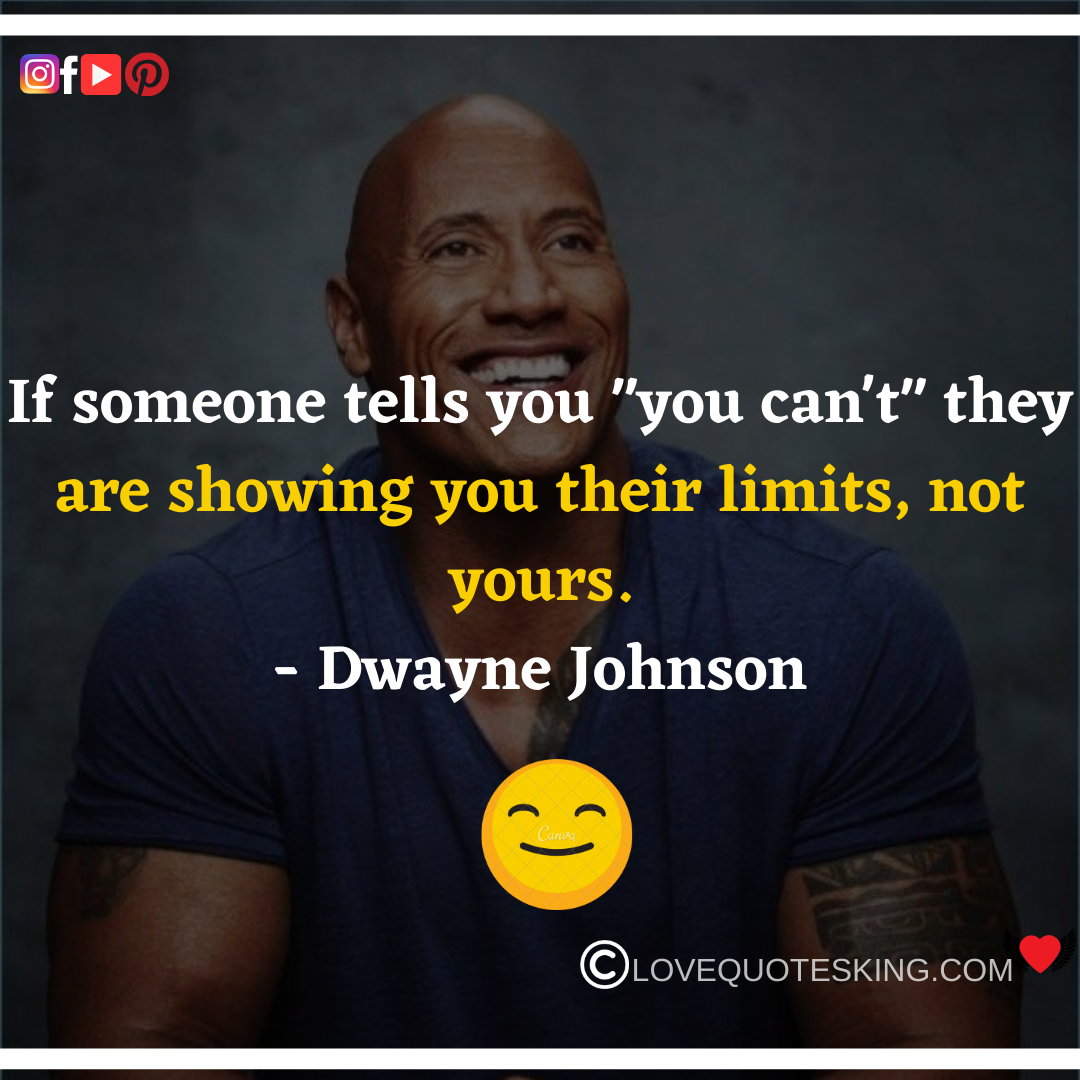 If someone tells you "you can't" they
are showing you their limits, not
yours.
- Dwayne Johnson
Canva
©LOVEQUOTESKING.COM